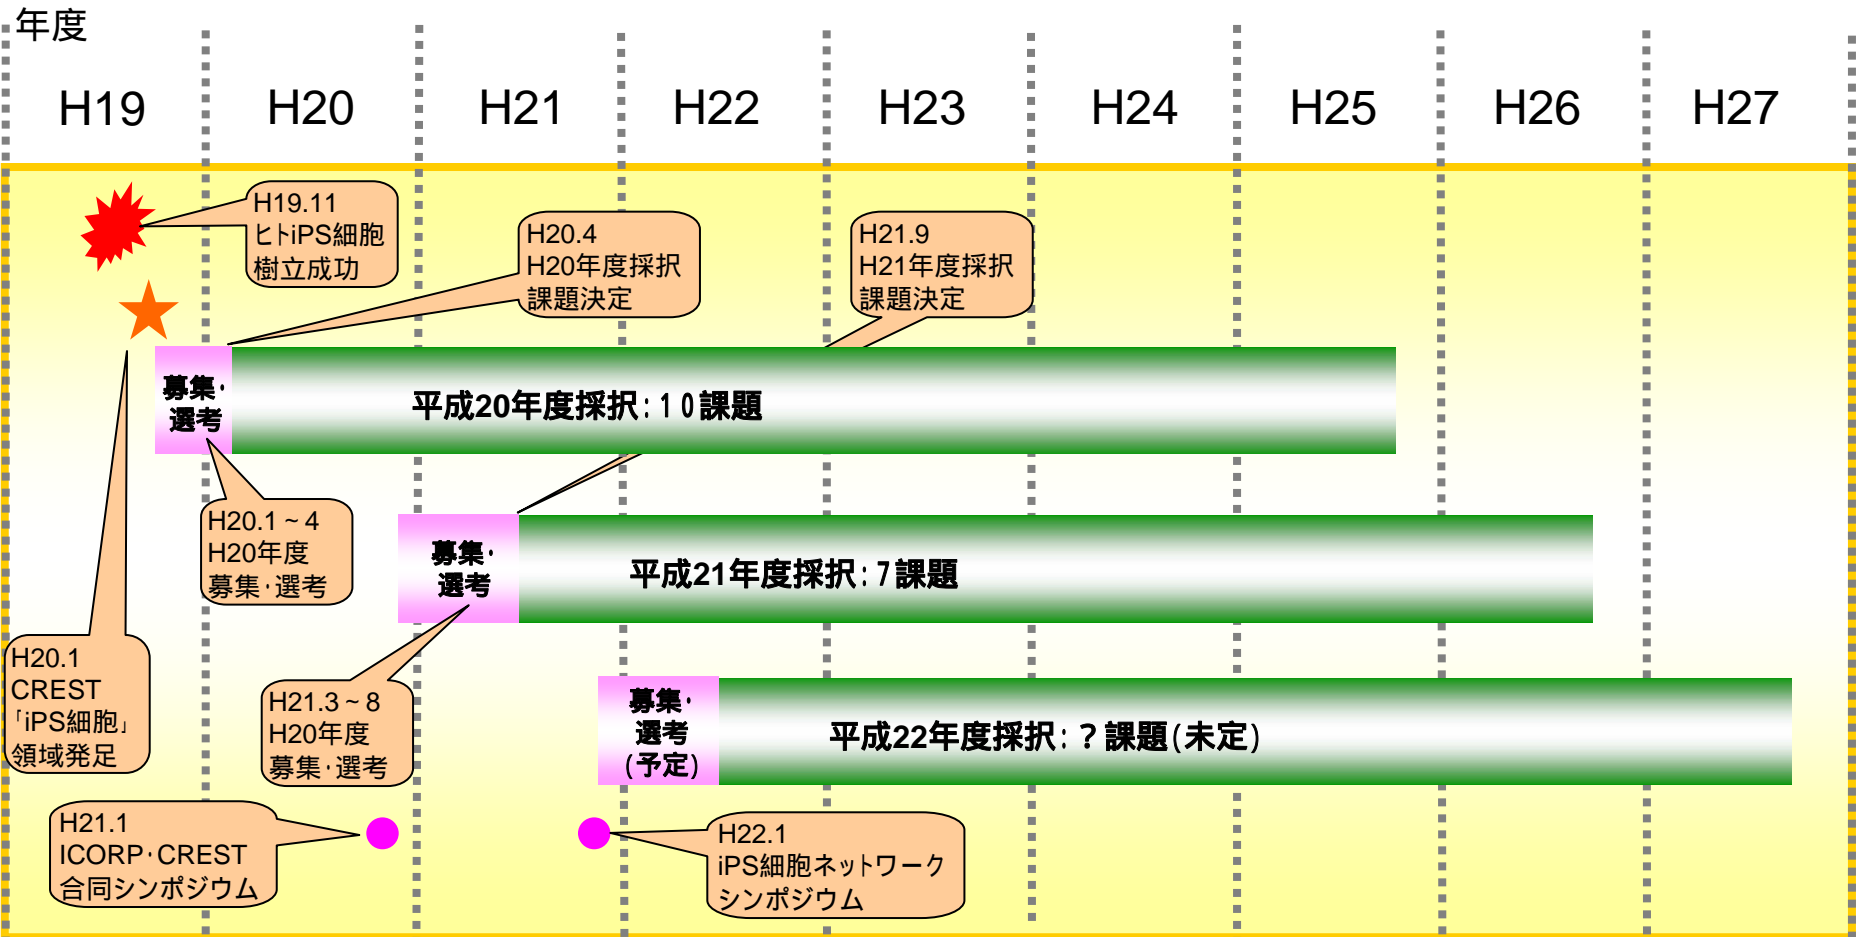 年度
H19 H20 H21 H22 H23 H24 H25 H26 H27
H19.11
ヒトiPS細胞
樹立成功
H20.4
H20年度採択
課題決定
H21.9
H21年度採択
課題決定
募集・
選考
平成20年度採択：10課題
H20.1～4
H20年度
募集・選考
募集・
選考
平成21年度採択：7課題
H20.1
CREST
「iPS細胞」
領域発足
H21.3～8
H20年度
募集・選考
募集・
選考
(予定)
平成22年度採択：？課題(未定)
H21.1
ICORP・CREST
合同シンポジウム
H22.1
iPS細胞ネットワーク
シンポジウム